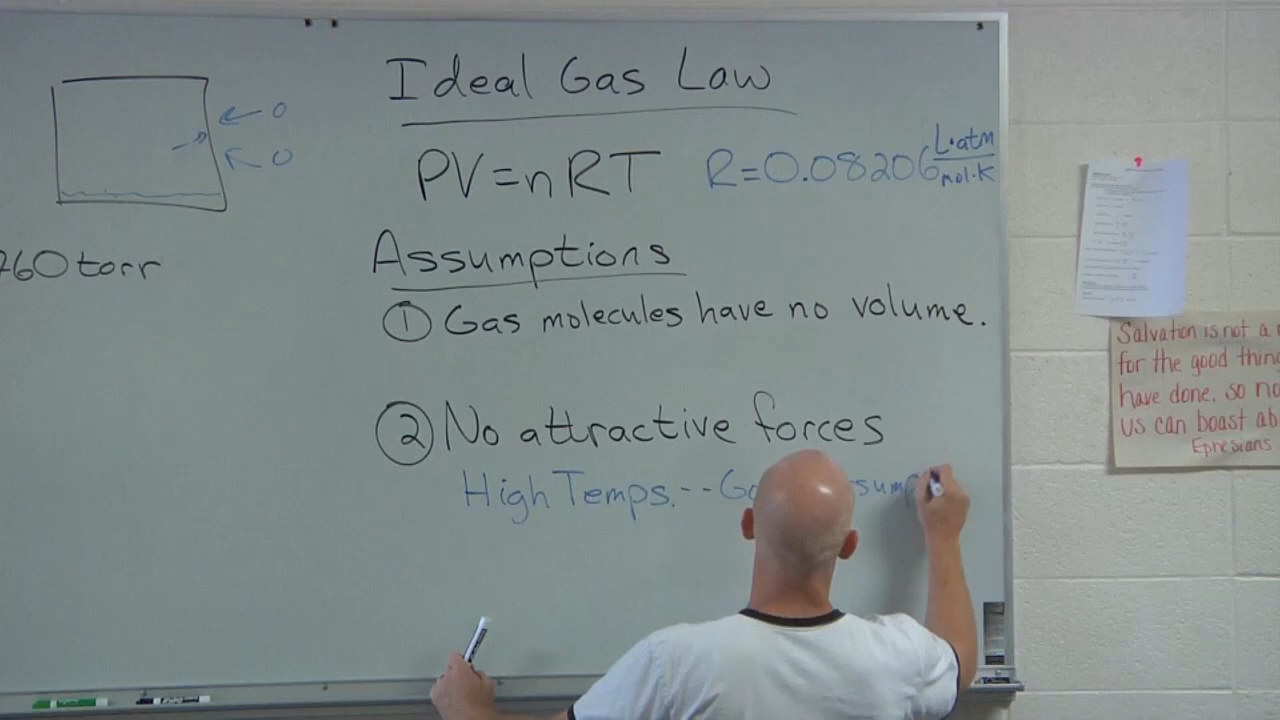 Ideal Gas Law
PV=nRT R=0.08206 L·atm/mol·K
760torr
Assumptions
① Gas molecules have no volume.
② No attractive forces
High Temps.--
Salvation is not a
for the good thing
have done, so no
us can boast ab
Ephesians